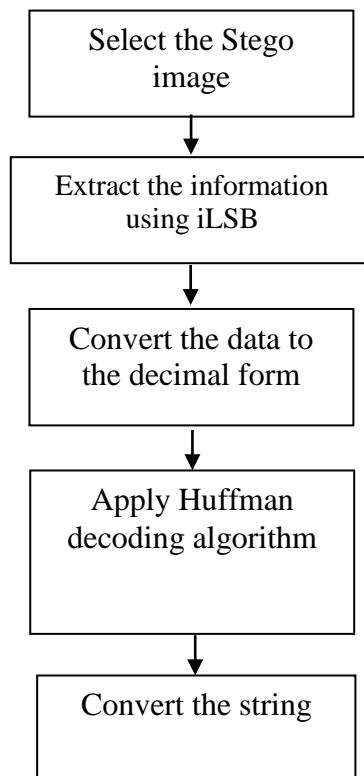 Select the Stego
image
Extract the information
using iLSB
Convert the data to
the decimal form
Apply Huffman
decoding algorithm
Convert the string